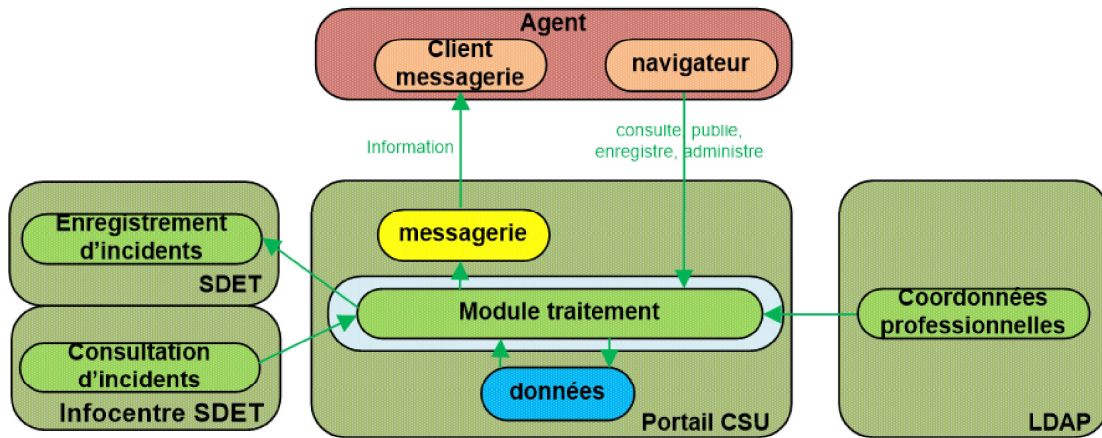 Agent
Client
messagerie
navigateur
Information
consulte, publie,
enregistre, administre
Enregistrement
d'incidents
SDET
messagerie
Module traitement
Coordonnées
professionnelles
Consultation
d'incidents
Infocentre SDET
données
Portail CSU
LDAP